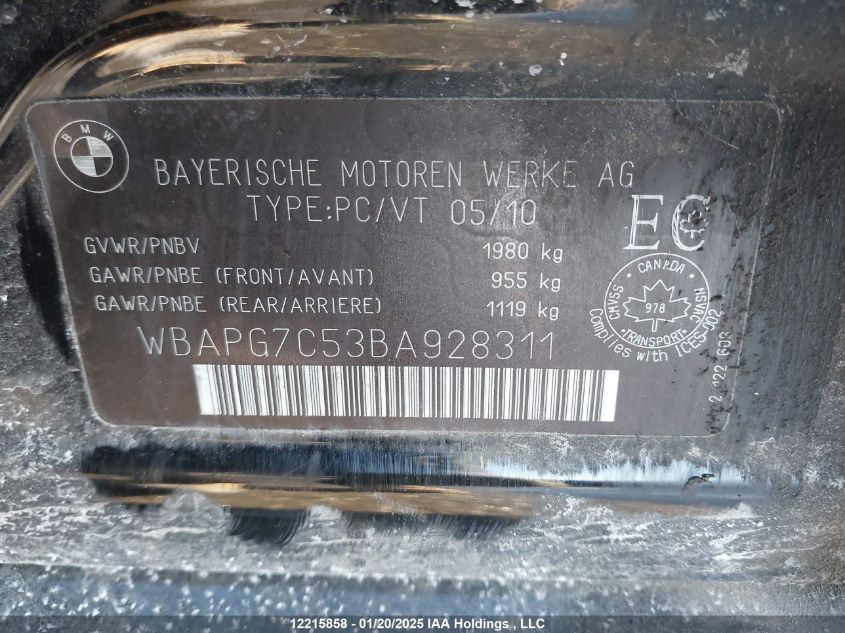 BMW
BAYERISCHE MOTOREN WERKE AG
TYPE:PC/VT 05/10
EC
GVWR/PNBV 1980 kg
GAWR/PNBE (FRONT/AVANT) 955 kg
GAWR/PNBE (REAR/ARRIERE) 1119 kg
CANADA
CMVSS NSVAC
978
TRANSPORT
Complies with ICES-002
WBAPG7C53BA928311
12215858 - 01/20/2025 IAA Holdings, LLC